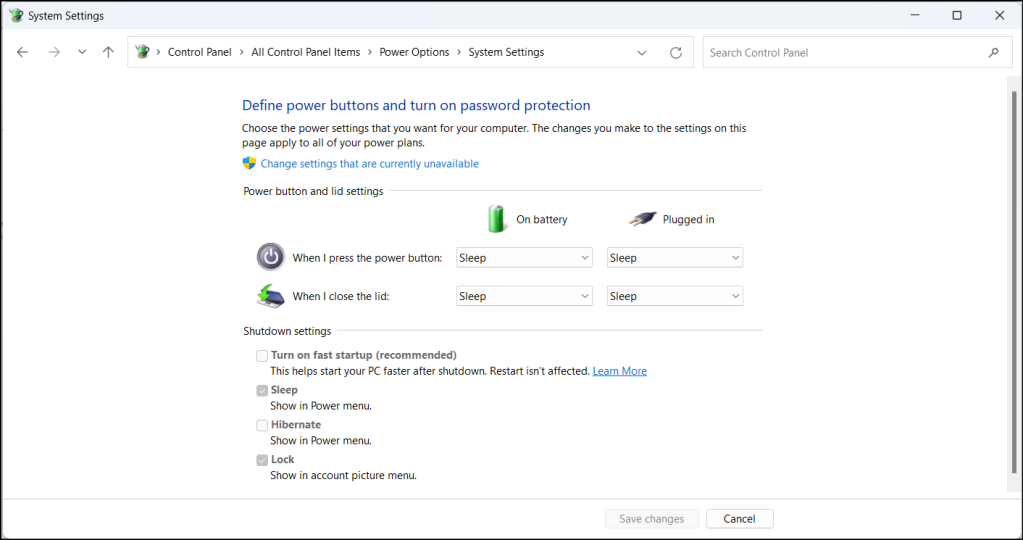 System Settings
Control Panel > All Control Panel Items > Power Options > System Settings
Search Control Panel
Define power buttons and turn on password protection
Choose the power settings that you want for your computer. The changes you make to the settings on this
page apply to all of your power plans.
Change settings that are currently unavailable
Power button and lid settings
On battery Plugged in
When I press the power button: Sleep Sleep
When I close the lid: Sleep Sleep
Shutdown settings
Turn on fast startup (recommended)
This helps start your PC faster after shutdown. Restart isn't affected. Learn More
Sleep
Show in Power menu.
Hibernate
Show in Power menu.
Lock
Show in account picture menu.
Save changes Cancel